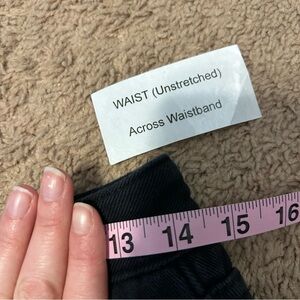 WAIST (Unstretched)
Across Waistband
13 14 15 16